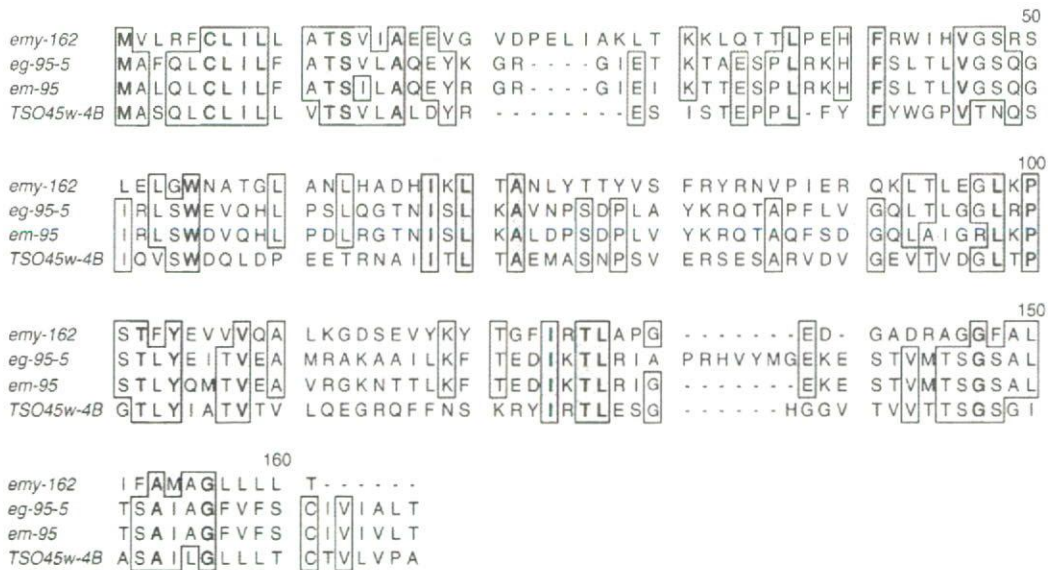 50
emy-162 MVLRFCLILL ATSVIAEEVG VDPELIAKLT KKLQTTLPEH FRWIHVGSRS
eg-95-5 MAFQLCLILF ATSVLAQEYK GR----GIET KTAESPLRKH FSLTLVGSQG
em-95 MASQLCLILF ATSILAQEYR GR----GIEI KTTESPLRKH FSLTLVGSQG
TSO45w-4B MASQLCLILL VTSVLALDYR --------ES ISTEPPL-FY FYWGPVTNQS
100
emy-162 LELGWNATGL ANLHADHIKL TANLYTTYVS FRYRNVPIER QKLTLEGLKP
eg-95-5 IRLSWEVQHL PSLQGTNISL KAVNPSDPLA YKRQTAPFLV GQLTLGGLRP
em-95 IRLSWDVQHL PDLRGTNISL KALDPSDPLV YKRQTAQFSD GQLAIGRLKP
TSO45w-4B IQVSWDQLDP EETRNAIITL TAEMASNPSV ERSESARVDV GEVTVDGLTP
150
emy-162 STFYEVVVQA LKGDSEVYKY TGFIRTLAPG -------ED- GADRAGGFAL
eg-95-5 STLYEITVEA MRAKAAILKF TEDIKTLRIA PRHVYMGEKE STVMTSGSAL
em-95 STLYQMTVEA VRGKNTTLKF TEDIKTLRIG -------EKE STVMTSGSAL
TSO45w-4B GTLYIATVTV LQEGRQFFNS KRYIRTLESG ------HGGV TVVTTSGSGI
160
emy-162 IFAMAGLLLL T------
eg-95-5 TSAIAGFVFS CIVIALT
em-95 TSAIAGFVFS CIVIVLT
TSO45w-4B ASAILGLLLT CTVLVPA